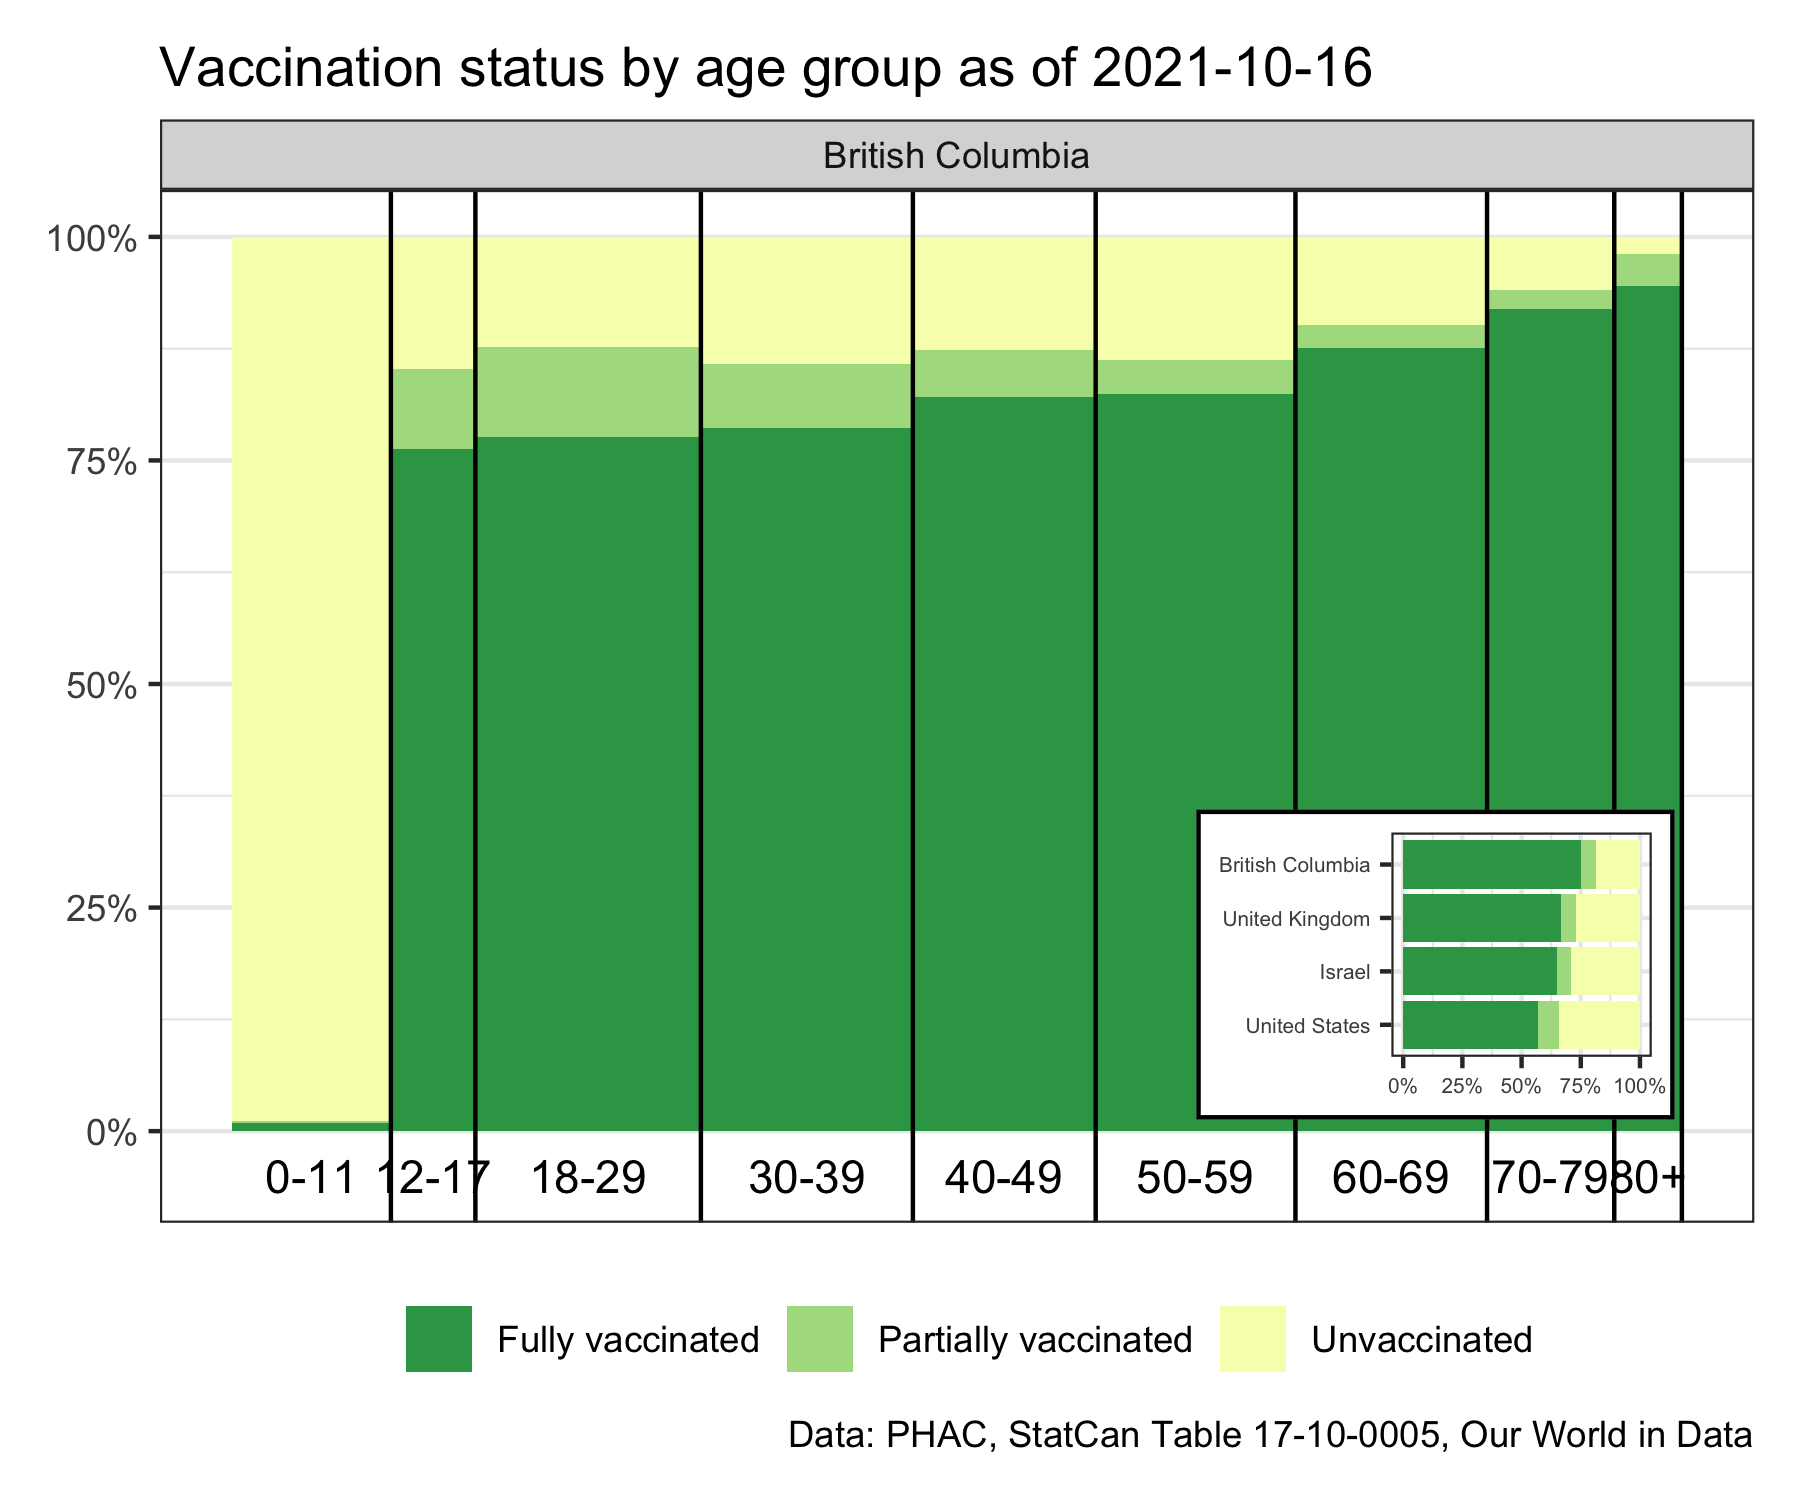 Vaccination status by age group as of 2021-10-16
British Columbia
100%
75%
50%
25%
0%
0-11 12-17 18-29 30-39 40-49 50-59 60-69 70-79 80+
British Columbia
United Kingdom
Israel
United States
0% 25% 50% 75% 100%
Fully vaccinated Partially vaccinated Unvaccinated
Data: PHAC, StatCan Table 17-10-0005, Our World in Data